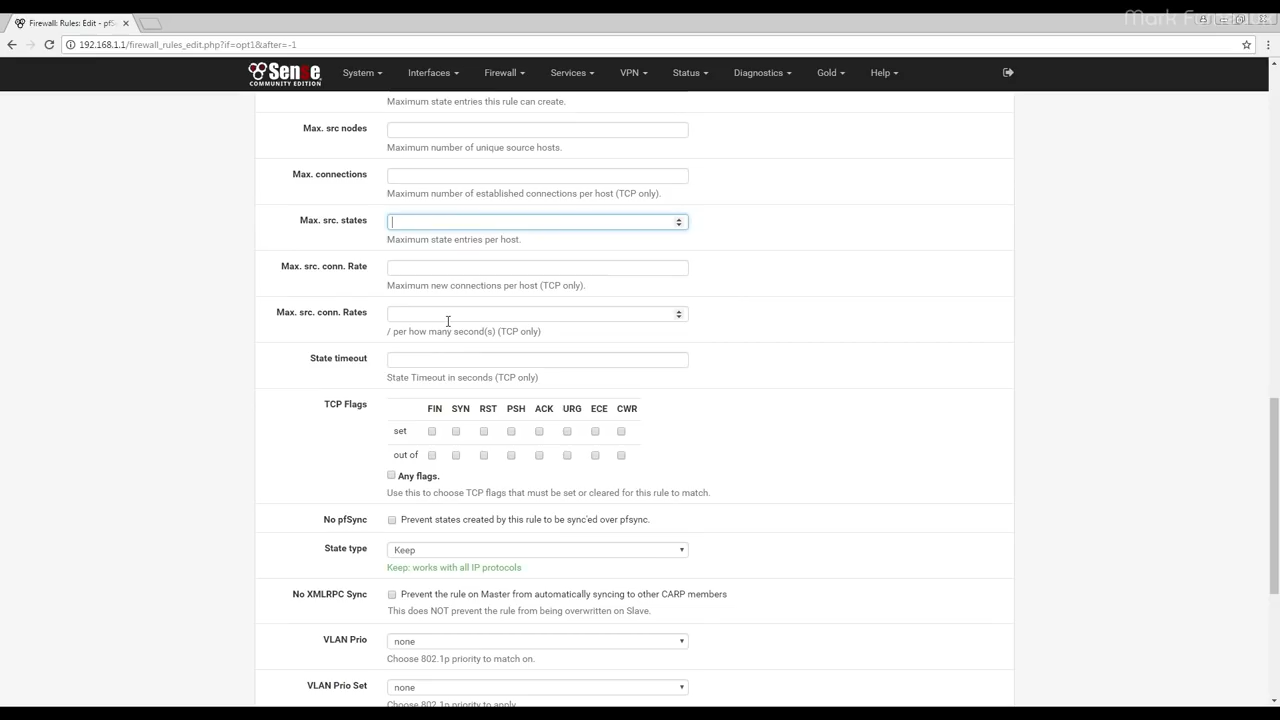 Firewall: Rules: Edit - pfS
192.168.1.1/firewall_rules_edit.php?if=opt1&after=-1
Sense
COMMUNITY EDITION
System
Interfaces
Firewall
Services
VPN
Status
Diagnostics
Gold
Help
Maximum state entries this rule can create.
Max. src nodes
Maximum number of unique source hosts.
Max. connections
Maximum number of established connections per host (TCP only).
Max. src. states
Maximum state entries per host.
Max. src. conn. Rate
Maximum new connections per host (TCP only).
Max. src. conn. Rates
/ per how many second(s) (TCP only)
State timeout
State Timeout in seconds (TCP only)
TCP Flags
FIN SYN RST PSH ACK URG ECE CWR
set
out of
Any flags.
Use this to choose TCP flags that must be set or cleared for this rule to match.
No pfSync
Prevent states created by this rule to be sync'ed over pfsync.
State type
Keep
Keep: works with all IP protocols
No XMLRPC Sync
Prevent the rule on Master from automatically syncing to other CARP members
This does NOT prevent the rule from being overwritten on Slave.
VLAN Prio
none
Choose 802.1p priority to match on.
VLAN Prio Set
none
Choose 802.1p priority to apply